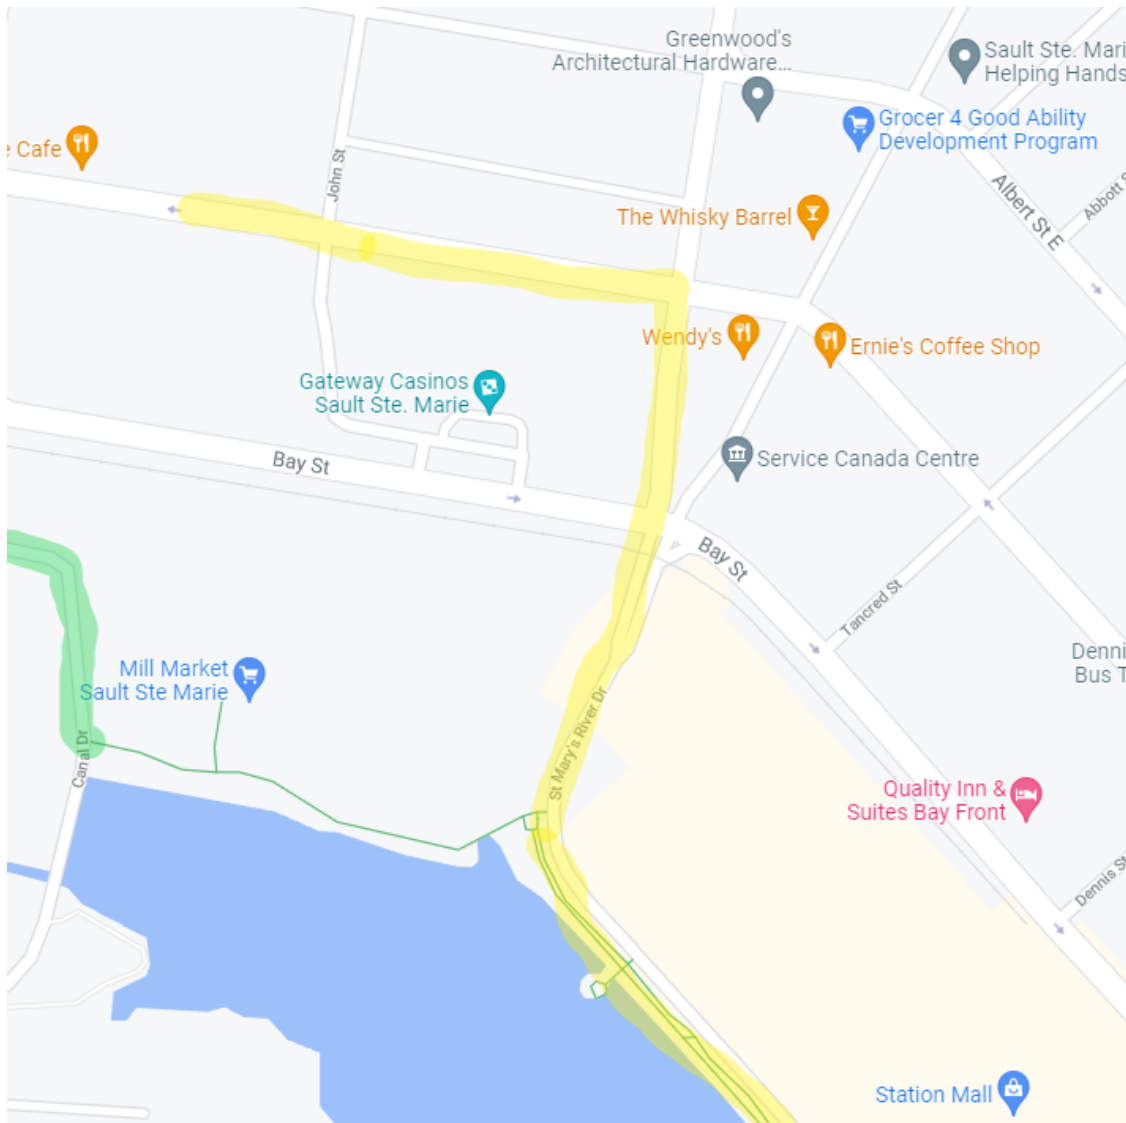 Greenwood's
Architectural Hardware...
Sault Ste. Mari
Helping Hands
Grocer 4 Good Ability
Development Program
e Cafe
John St
Albert St E
Abbott S
The Whisky Barrel
Wendy's
Ernie's Coffee Shop
Gateway Casinos
Sault Ste. Marie
Bay St
Service Canada Centre
Bay St
Tancred St
Mill Market
Sault Ste Marie
Denni
Bus T
Canal Dr
St Mary's River Dr
Quality Inn &
Suites Bay Front
Dennis St
Station Mall